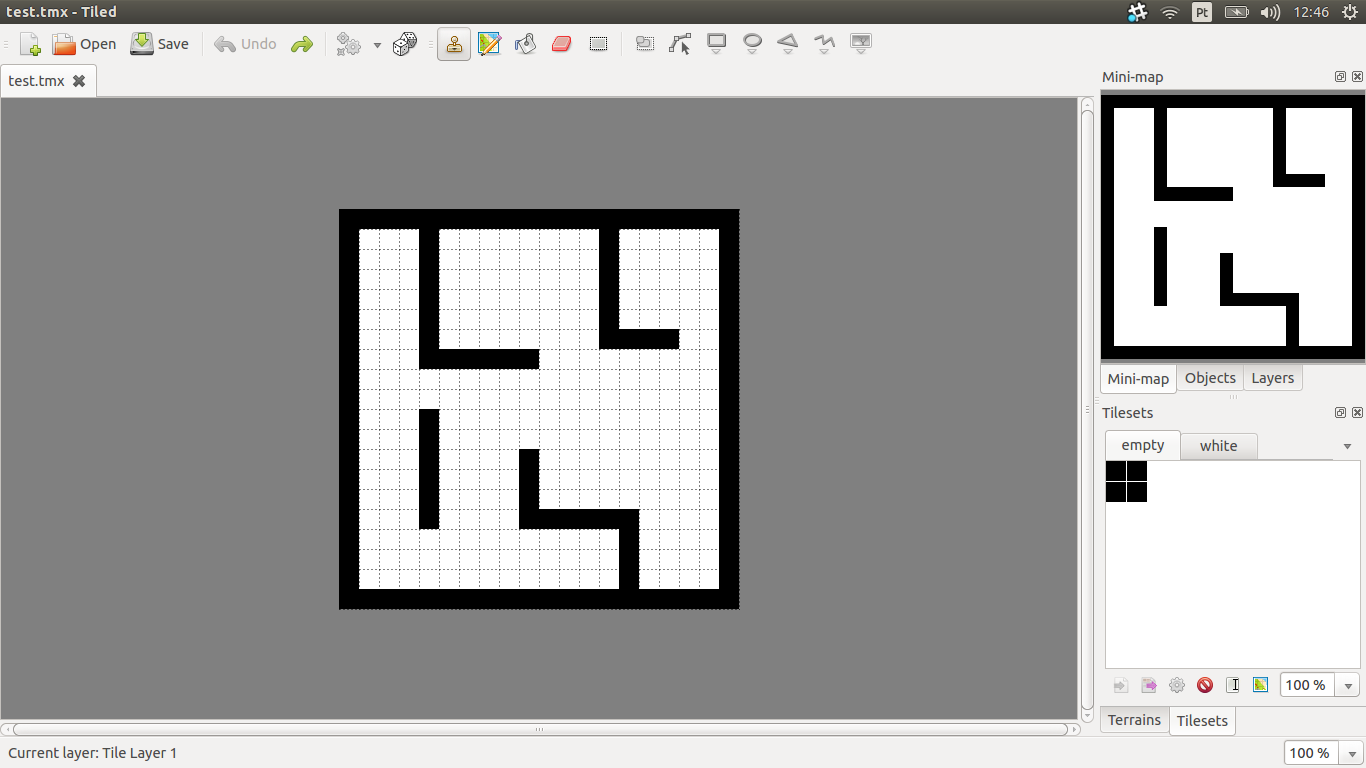 test.tmx - Tiled
Pt
12:46
Open
Save
Undo
test.tmx
Mini-map
Mini-map
Objects
Layers
Tilesets
empty
white
100 %
Terrains
Tilesets
Current layer: Tile Layer 1
100 %